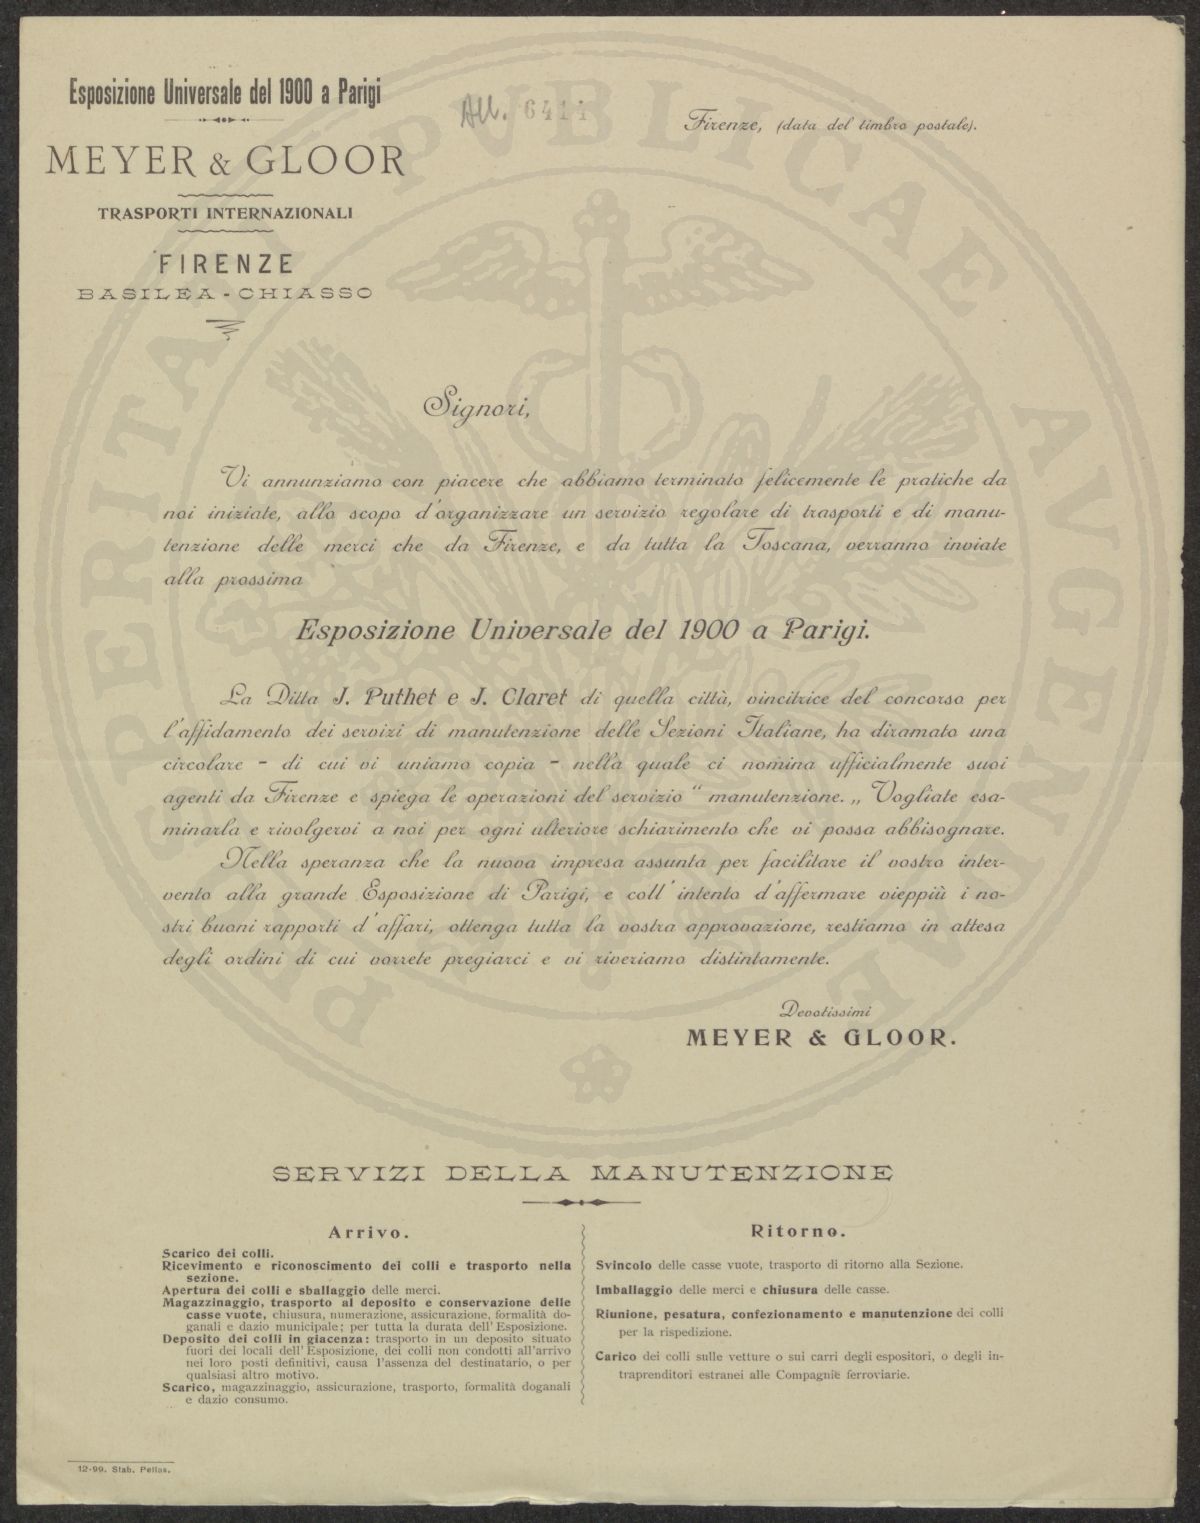 Esposizione Universale del 1900 a Parigi
All. 6414
Firenze, (data del timbro postale).
MEYER & GLOOR
TRASPORTI INTERNAZIONALI
FIRENZE
BASILEA - CHIASSO
Signori,
Vi annunziamo con piacere che abbiamo terminato felicemente le pratiche da
noi iniziate, allo scopo d'organizzare un servizio regolare di trasporti e di manu-
tenzione delle merci che da Firenze, e da tutta la Toscana, verranno inviate
alla prossima
Esposizione Universale del 1900 a Parigi.
La Ditta J. Puthet e J. Claret di quella città, vincitrice del concorso per
l'affidamento dei servizi di manutenzione delle Sezioni Italiane, ha diramato una
circolare - di cui vi uniamo copia - nella quale ci nomina ufficialmente suoi
agenti da Firenze e spiega le operazioni del servizio “ manutenzione. „ Vogliate esa-
minarla e rivolgervi a noi per ogni ulteriore schiarimento che vi possa abbisognare.
Nella speranza che la nuova impresa assunta per facilitare il vostro inter-
vento alla grande Esposizione di Parigi, e coll' intento d'affermare vieppiù i no-
stri buoni rapporti d'affari, ottenga tutta la vostra approvazione, restiamo in attesa
degli ordini di cui vorrete pregiarci e vi riveriamo distintamente.
Devotissimi
MEYER & GLOOR.
SERVIZI DELLA MANUTENZIONE
Arrivo.
Scarico dei colli.
Ricevimento e riconoscimento dei colli e trasporto nella
sezione.
Apertura dei colli e sballaggio delle merci.
Magazzinaggio, trasporto al deposito e conservazione delle
casse vuote, chiusura, numerazione, assicurazione, formalità do-
ganali e dazio municipale; per tutta la durata dell'Esposizione.
Deposito dei colli in giacenza: trasporto in un deposito situato
fuori dei locali dell'Esposizione, dei colli non condotti all'arrivo
nei loro posti definitivi, causa l'assenza del destinatario, o per
qualsiasi altro motivo.
Scarico, magazzinaggio, assicurazione, trasporto, formalità doganali
e dazio consumo.
Ritorno.
Svincolo delle casse vuote, trasporto di ritorno alla Sezione.
Imballaggio delle merci e chiusura delle casse.
Riunione, pesatura, confezionamento e manutenzione dei colli
per la rispedizione.
Carico dei colli sulle vetture o sui carri degli espositori, o degli in-
traprenditori estranei alle Compagnie ferroviarie.
12-99. Stab. Pellas.
PROSPERITATI PVBLICAE AVGENDAE